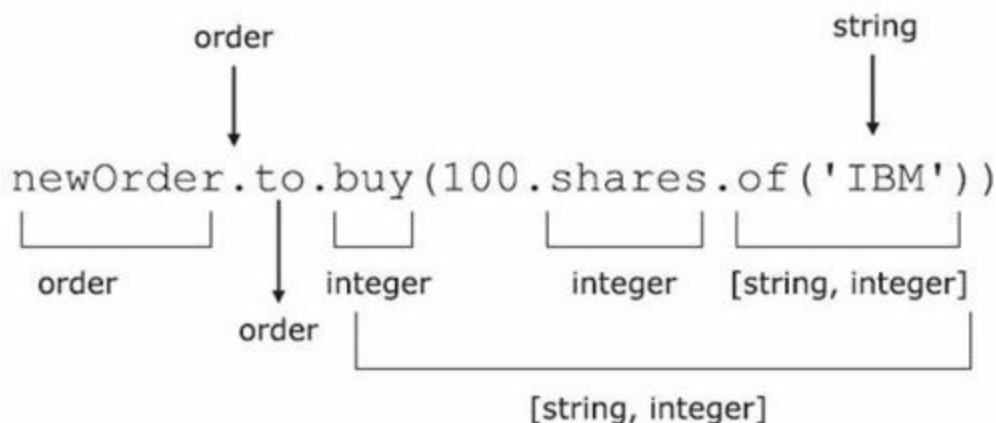 order string
newOrder.to.buy(100.shares.of('IBM'))
order integer integer [string, integer]
order
[string, integer]